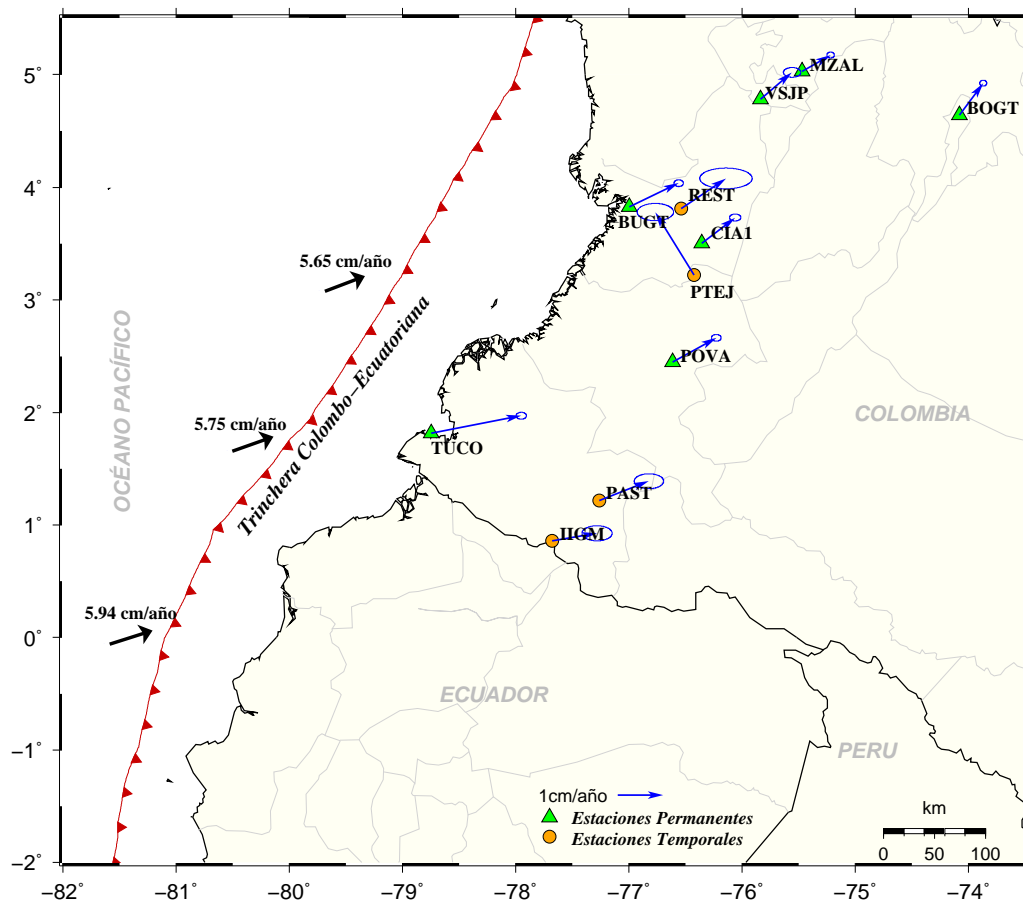 5°
4°
3°
2°
1°
0°
−1°
−2°
−82
−81
−80
−79
−78
−77
−76
−75
−74
MZAL
VSJP
BOGT
REST
BUGT
CIA1
PTEJ
POVA
TUCO
PAST
IIGM
5.65 cm/año
5.75 cm/año
5.94 cm/año
OCÉANO PACÍFICO
Trinchera Colombo−Ecuatoriana
COLOMBIA
ECUADOR
PERU
1cm/año
Estaciones Permanentes
Estaciones Temporales
km
0 50 100